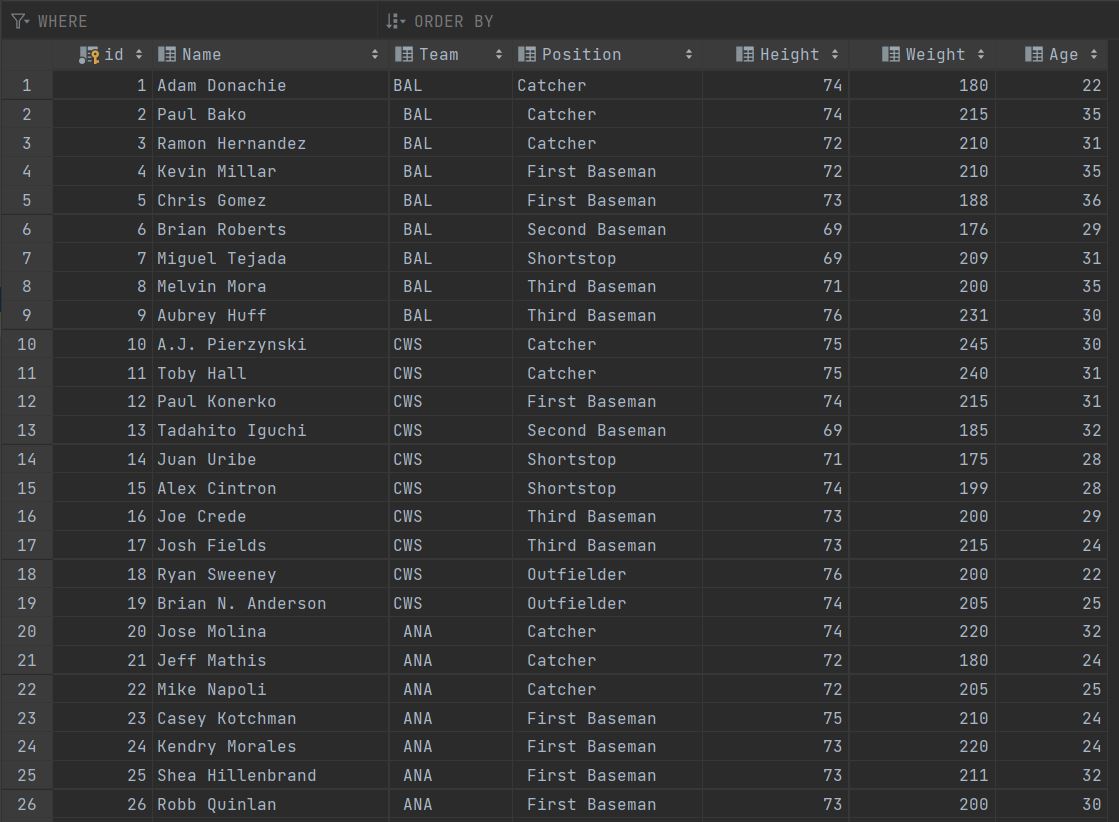 WHERE ORDER BY
id Name Team Position Height Weight Age
1 1 Adam Donachie BAL Catcher 74 180 22
2 2 Paul Bako BAL Catcher 74 215 35
3 3 Ramon Hernandez BAL Catcher 72 210 31
4 4 Kevin Millar BAL First Baseman 72 210 35
5 5 Chris Gomez BAL First Baseman 73 188 36
6 6 Brian Roberts BAL Second Baseman 69 176 29
7 7 Miguel Tejada BAL Shortstop 69 209 31
8 8 Melvin Mora BAL Third Baseman 71 200 35
9 9 Aubrey Huff BAL Third Baseman 76 231 30
10 10 A.J. Pierzynski CWS Catcher 75 245 30
11 11 Toby Hall CWS Catcher 75 240 31
12 12 Paul Konerko CWS First Baseman 74 215 31
13 13 Tadahito Iguchi CWS Second Baseman 69 185 32
14 14 Juan Uribe CWS Shortstop 71 175 28
15 15 Alex Cintron CWS Shortstop 74 199 28
16 16 Joe Crede CWS Third Baseman 73 200 29
17 17 Josh Fields CWS Third Baseman 73 215 24
18 18 Ryan Sweeney CWS Outfielder 76 200 22
19 19 Brian N. Anderson CWS Outfielder 74 205 25
20 20 Jose Molina ANA Catcher 74 220 32
21 21 Jeff Mathis ANA Catcher 72 180 24
22 22 Mike Napoli ANA Catcher 72 205 25
23 23 Casey Kotchman ANA First Baseman 75 210 24
24 24 Kendry Morales ANA First Baseman 73 220 24
25 25 Shea Hillenbrand ANA First Baseman 73 211 32
26 26 Robb Quinlan ANA First Baseman 73 200 30